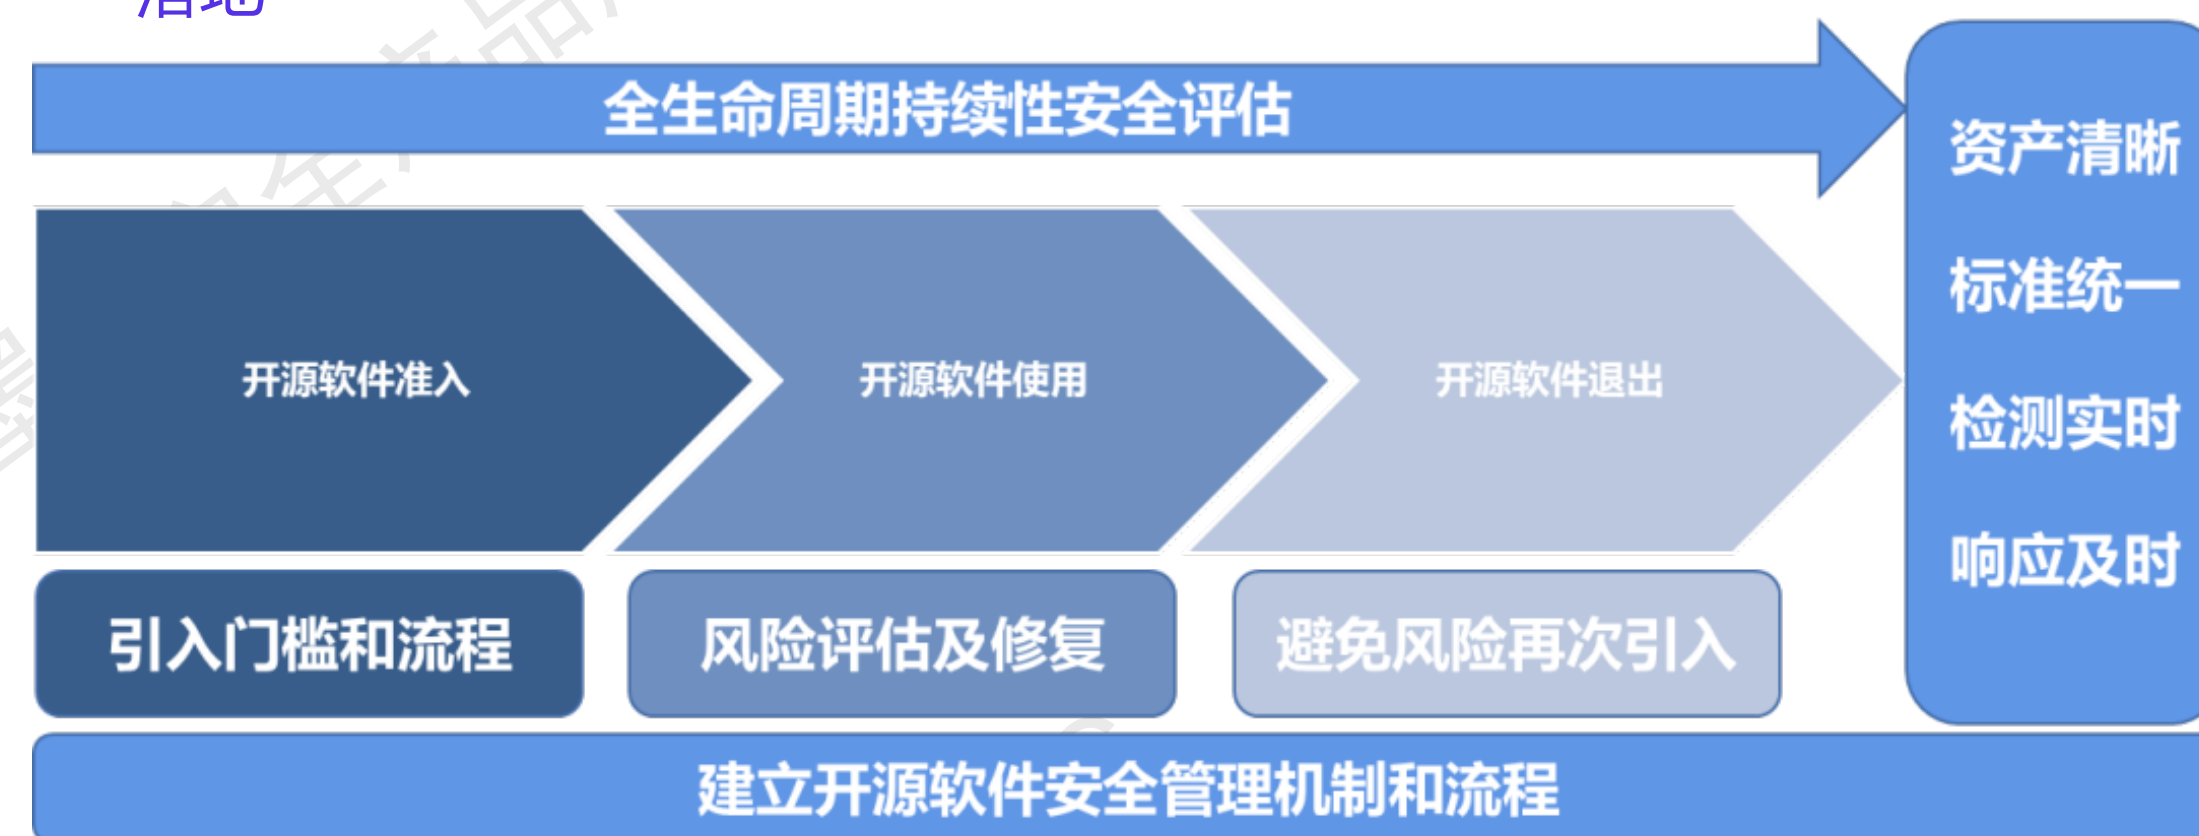 全生命周期持续性安全评估
资产清晰
标准统一
检测实时
响应及时
开源软件准入
开源软件使用
开源软件退出
引入门槛和流程
风险评估及修复
避免风险再次引入
建立开源软件安全管理机制和流程